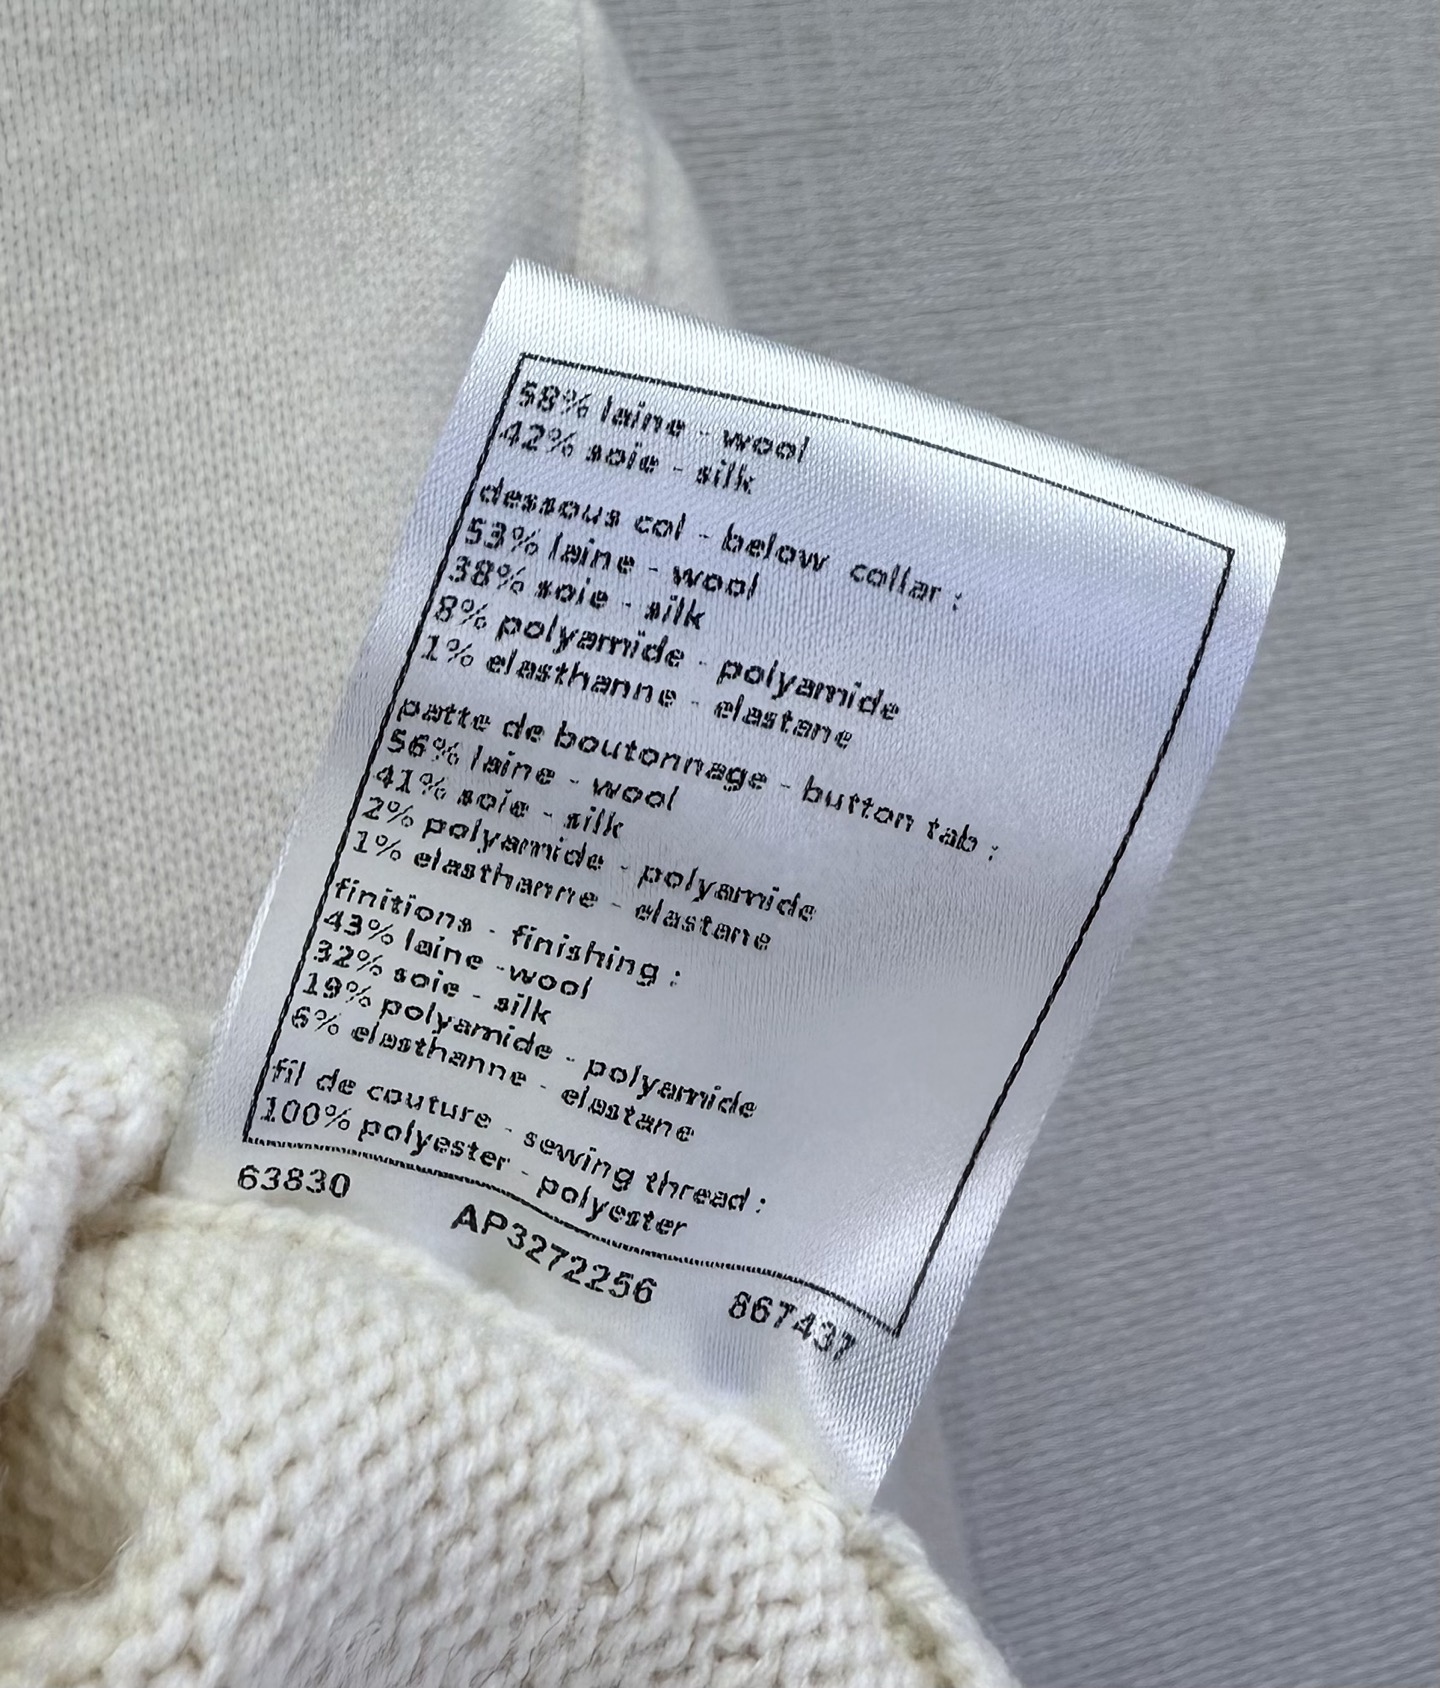 58% laine - wool
42% soie - silk
dessous col - below collar :
53% laine - wool
38% soie - silk
8% polyamide - polyamide
1% elasthanne - elastane
patte de boutonnage - button tab :
56% laine - wool
41% soie - silk
2% polyamide - polyamide
1% elasthanne - elastane
finitions - finishing :
43% laine -wool
32% soie - silk
19% polyamide - polyamide
6% elasthanne - elastane
fil de couture - sewing thread :
100% polyester - polyester
63830 AP3272256 867437